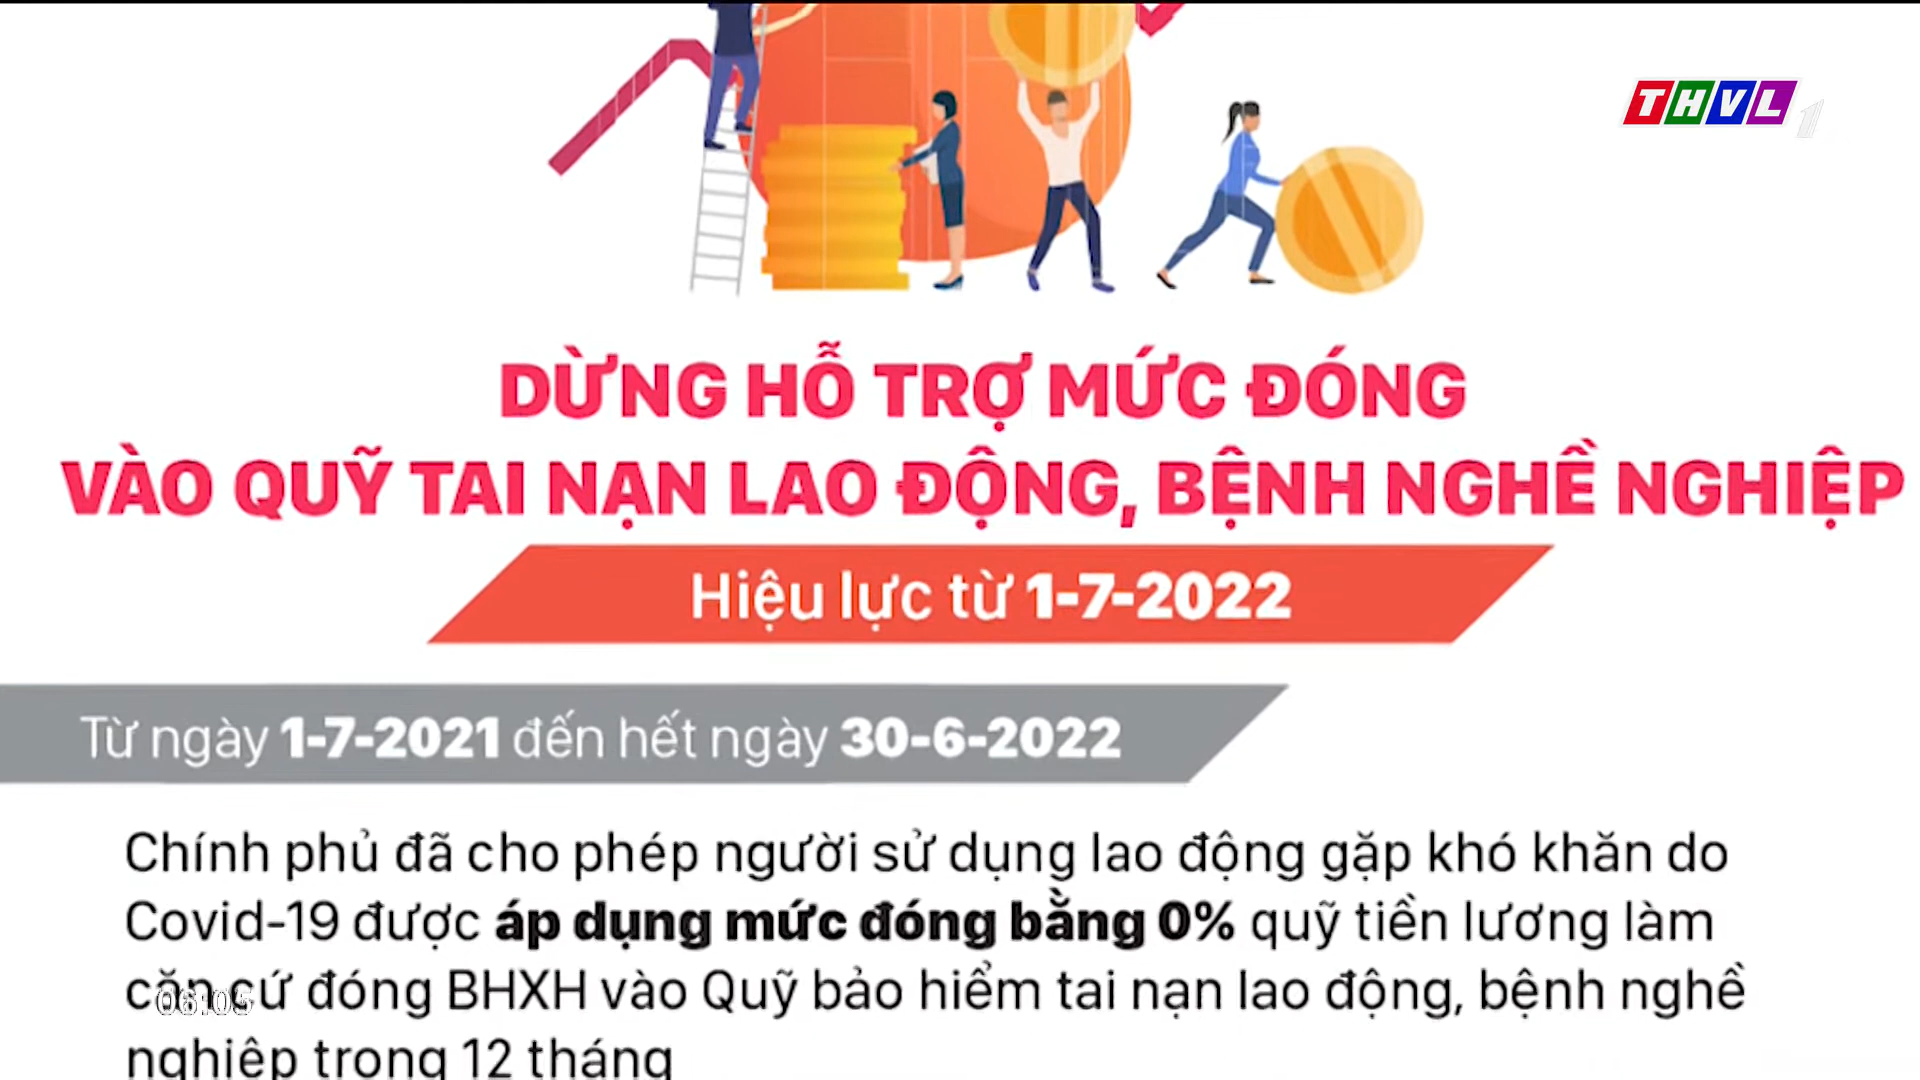 THVL 1
DỪNG HỖ TRỢ MỨC ĐÓNG
VÀO QUỸ TAI NẠN LAO ĐỘNG, BỆNH NGHỀ NGHIỆP
Hiệu lực từ 1-7-2022
Từ ngày 1-7-2021 đến hết ngày 30-6-2022
Chính phủ đã cho phép người sử dụng lao động gặp khó khăn do
Covid-19 được áp dụng mức đóng bằng 0% quỹ tiền lương làm
căn cứ đóng BHXH vào Quỹ bảo hiểm tai nạn lao động, bệnh nghề
nghiệp trong 12 tháng
06:05